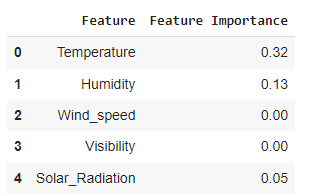 Feature Feature Importance
0 Temperature 0.32
1 Humidity 0.13
2 Wind_speed 0.00
3 Visibility 0.00
4 Solar_Radiation 0.05